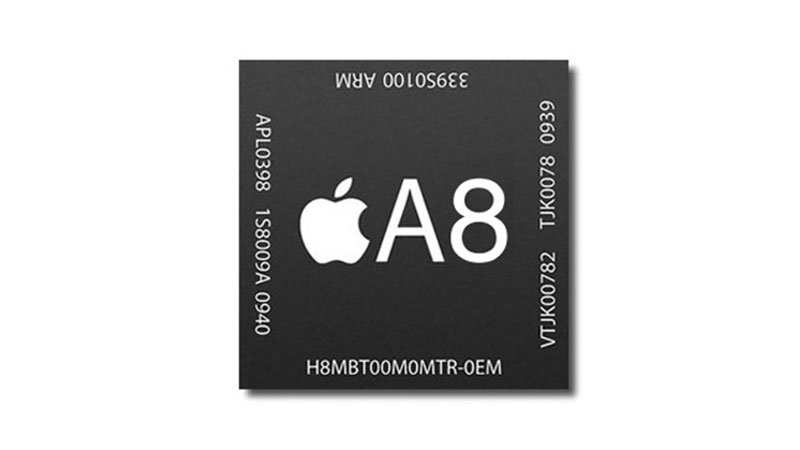 339S0100 ARM
APL0398 1S8009A 0940
A8
VTJK00782 TJK0078 0939
H8MBT00M0MTR-0EM